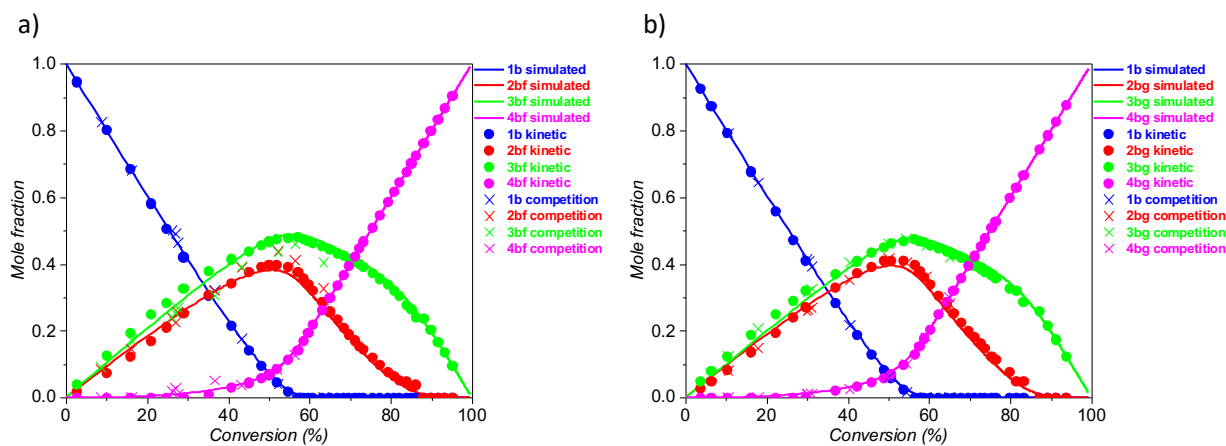 a)
1.0
0.8
0.6
0.4
0.2
0.0
Mole fraction
0
20
40
60
80
100
Conversion (%)
1b simulated
2bf simulated
3bf simulated
4bf simulated
1b kinetic
2bf kinetic
3bf kinetic
4bf kinetic
1b competition
2bf competition
3bf competition
4bf competition
b)
1.0
0.8
0.6
0.4
0.2
0.0
Mole fraction
0
20
40
60
80
100
Conversion (%)
1b simulated
2bg simulated
3bg simulated
4bg simulated
1b kinetic
2bg kinetic
3bg kinetic
4bg kinetic
1b competition
2bg competition
3bg competition
4bg competition